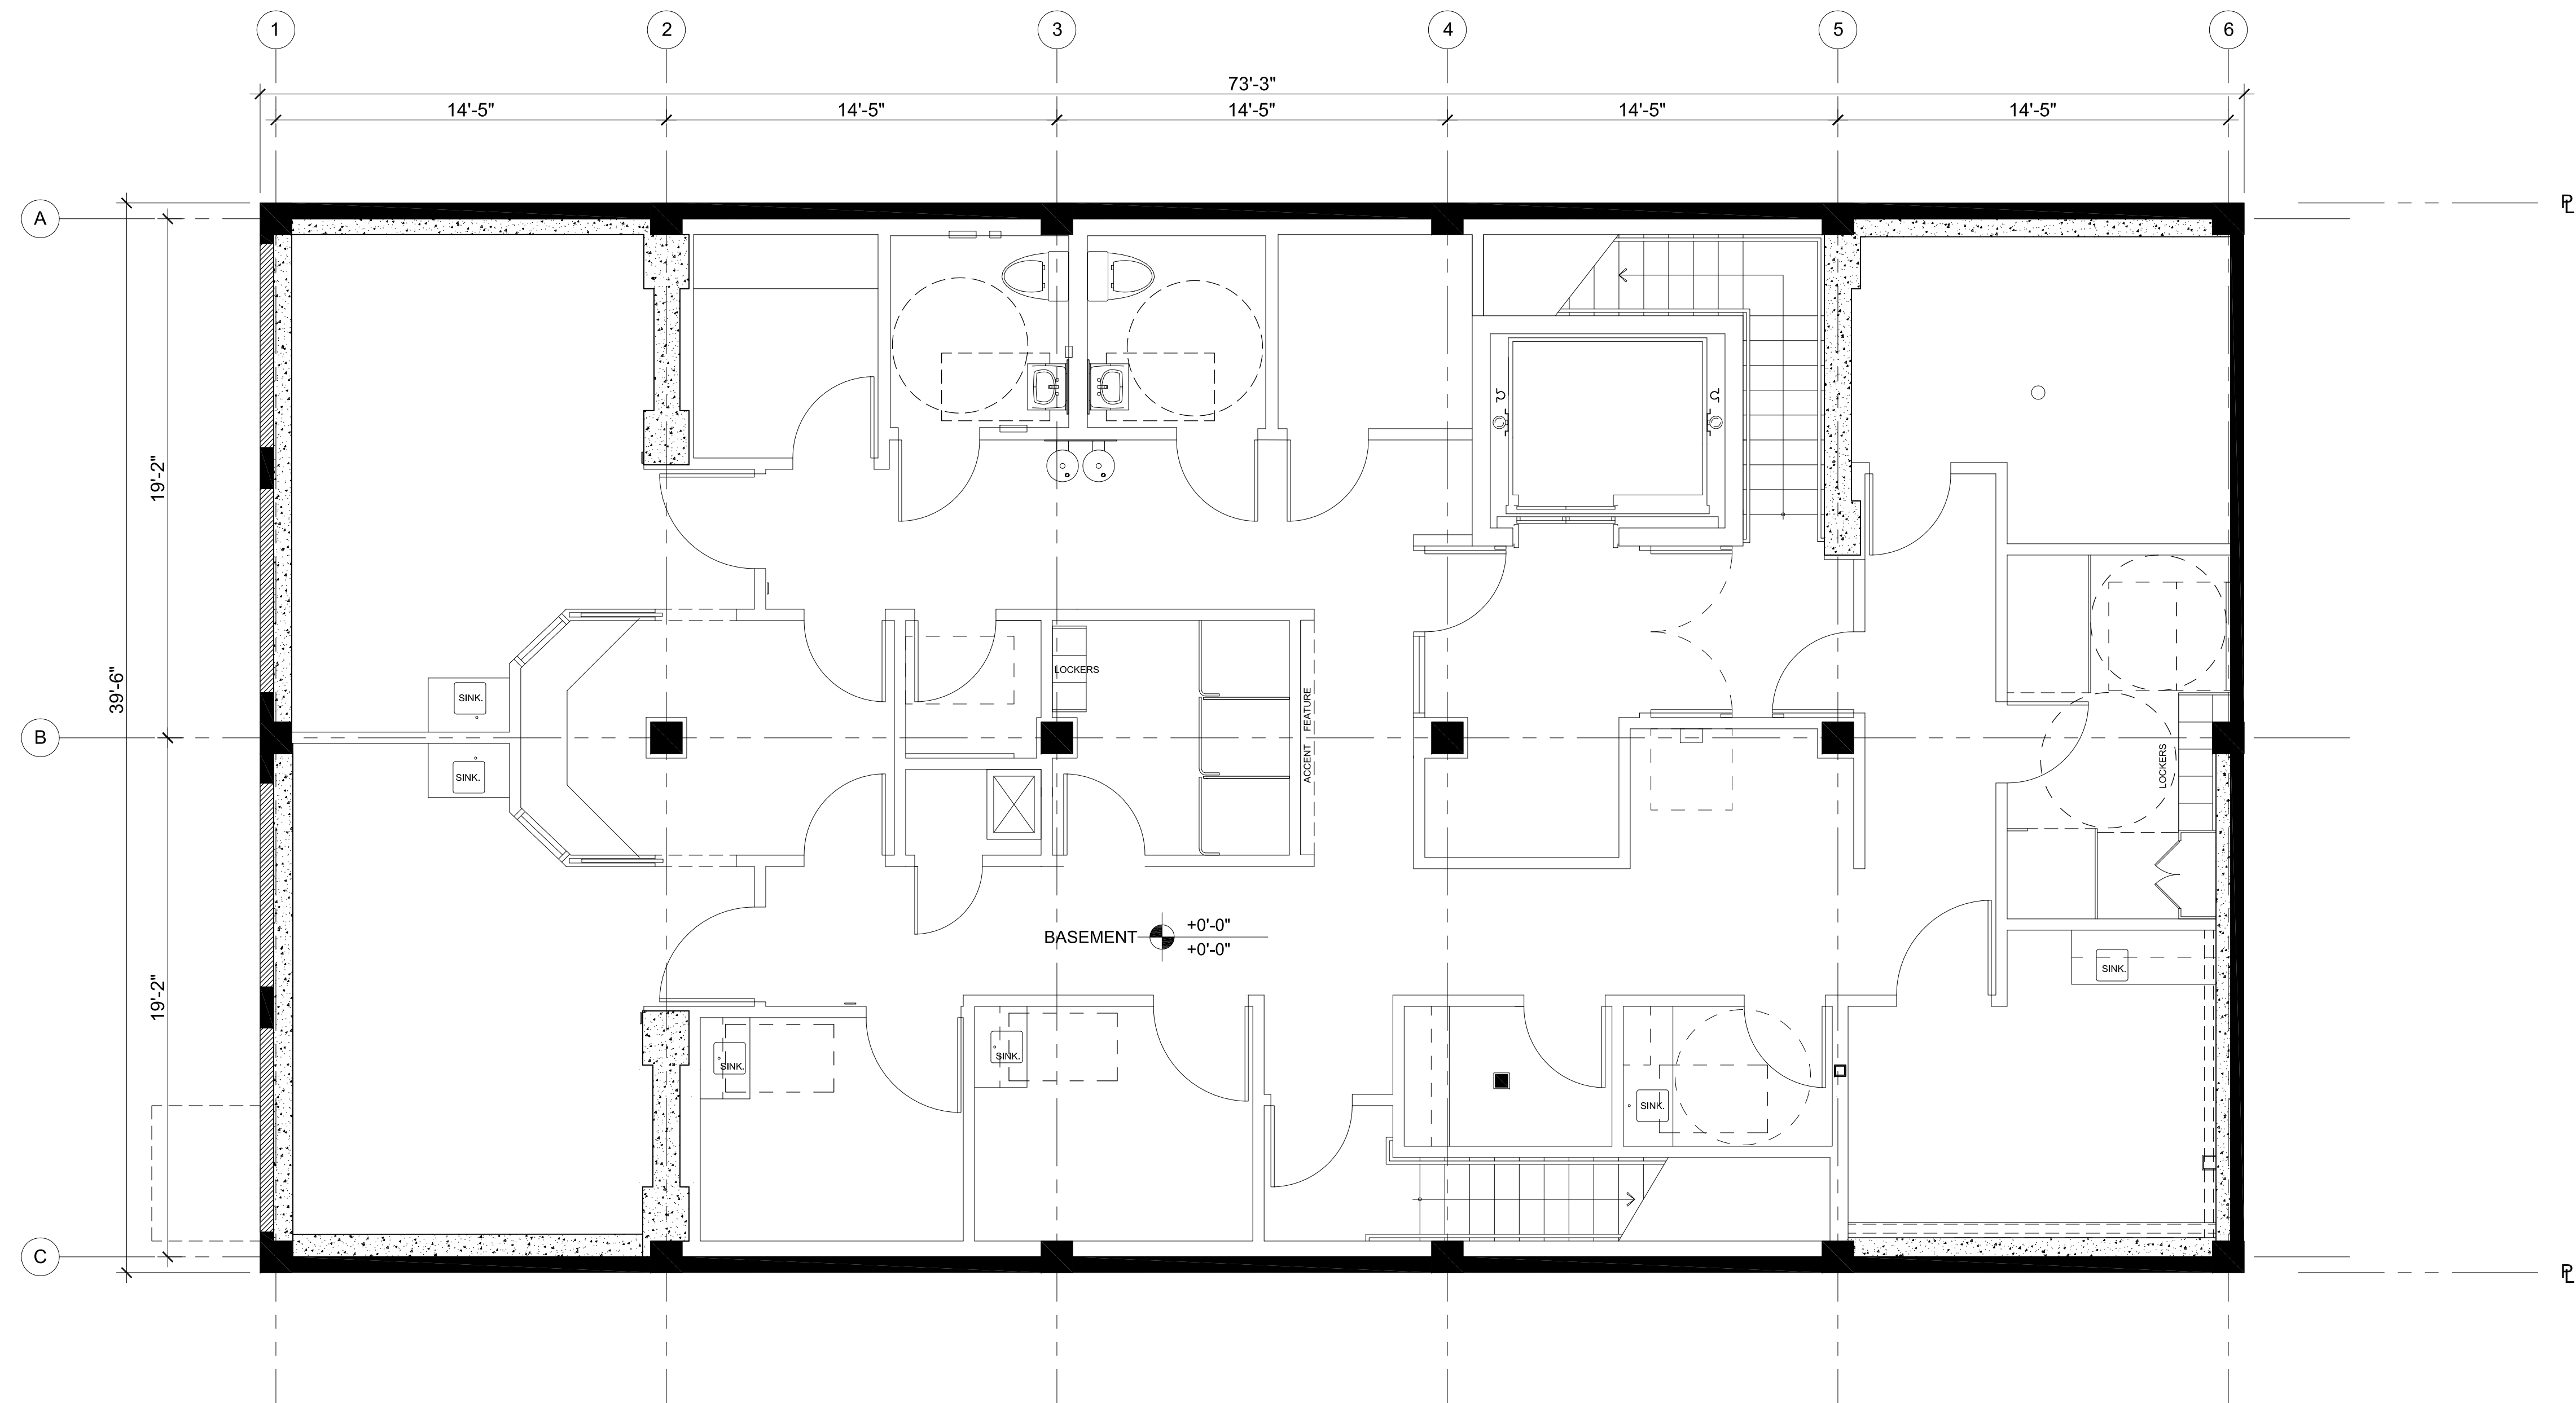 1
2
3
4
5
6
73'-3"
14'-5"
14'-5"
14'-5"
14'-5"
14'-5"
A
PL
19'-2"
39'-6"
LOCKERS
SINK.
ACCENT FEATURE
B
SINK.
LOCKERS
BASEMENT
+0'-0"
+0'-0"
SINK.
19'-2"
SINK.
SINK.
SINK.
C
PL